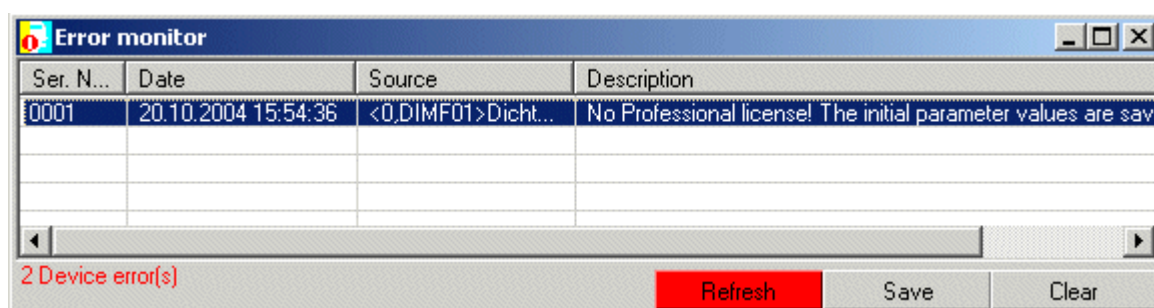 Error monitor
Ser. N... Date Source Description
0001 20.10.2004 15:54:36 <0,DIMF01>Dicht... No Professional license! The initial parameter values are sav
2 Device error(s)
Refresh Save Clear